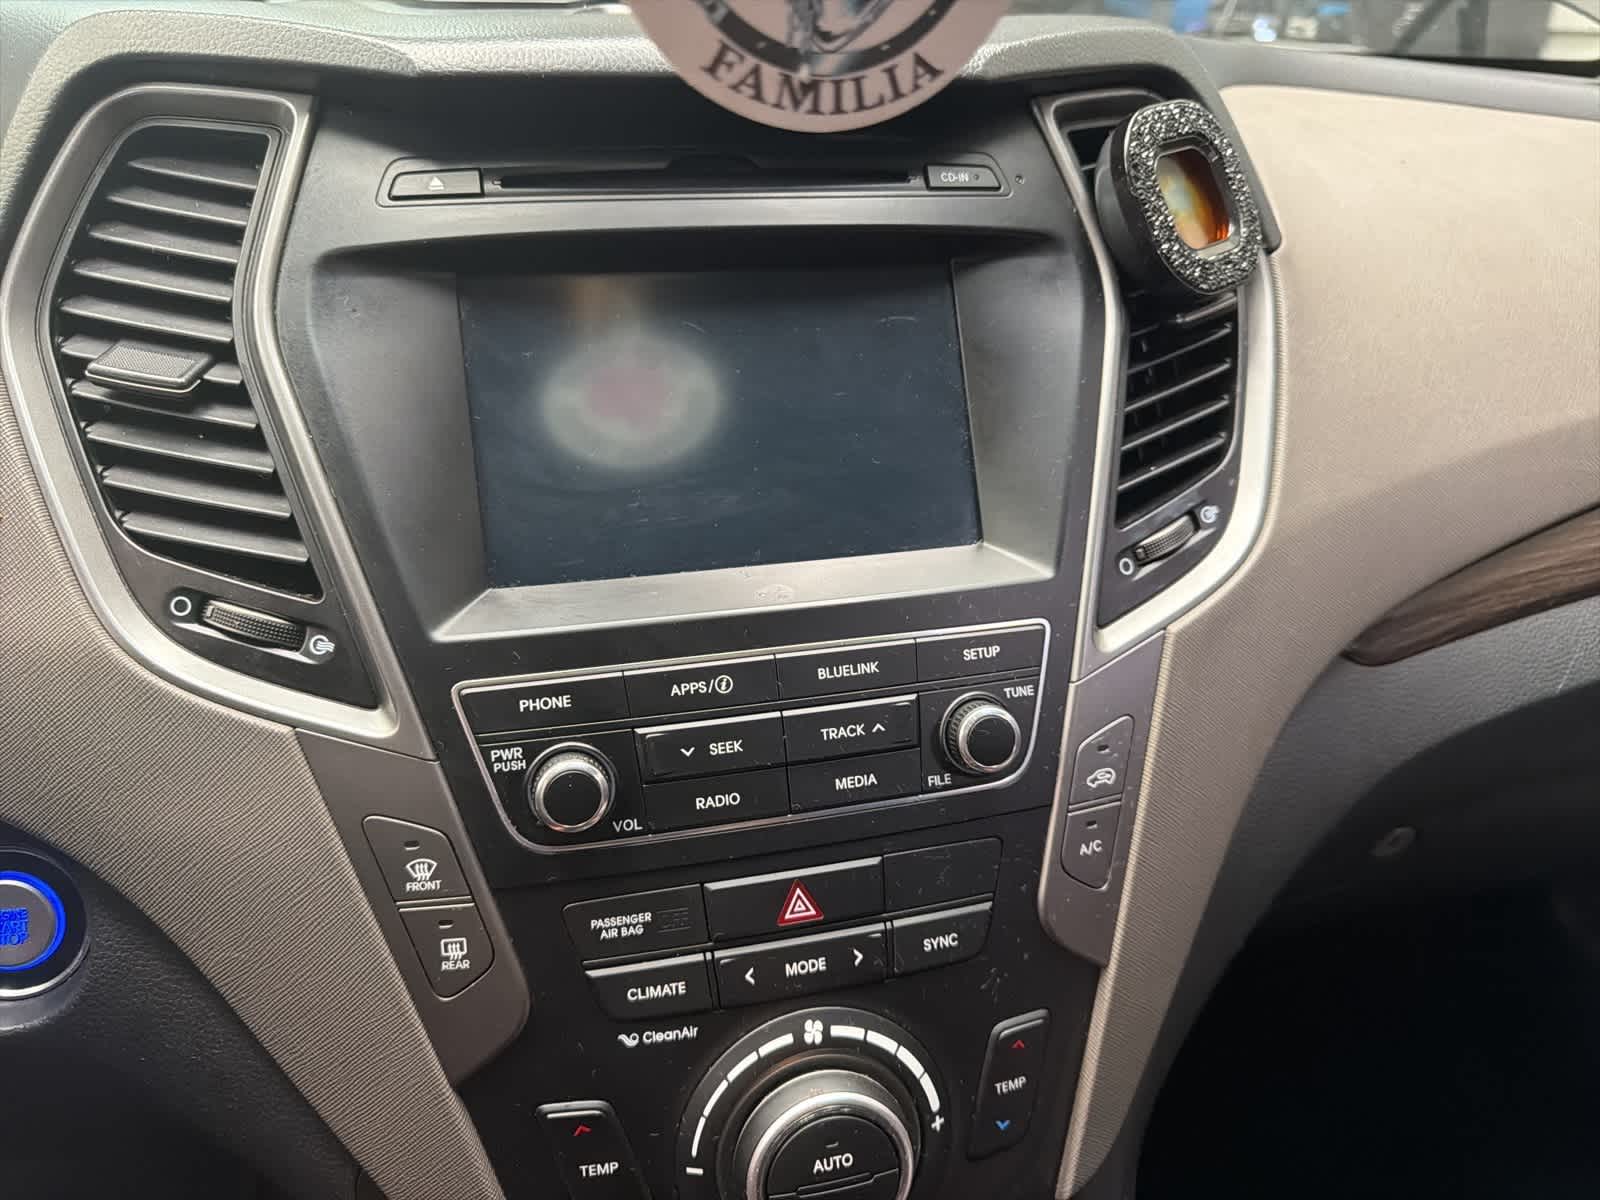 FAMILIA
CD-IN
PHONE
APPS/i
BLUELINK
SETUP
PWR
PUSH
VOL
SEEK
TRACK
TUNE
FILE
RADIO
MEDIA
FRONT
REAR
A/C
PASSENGER
AIR BAG
OFF
CLIMATE
MODE
SYNC
CleanAir
TEMP
AUTO
TEMP